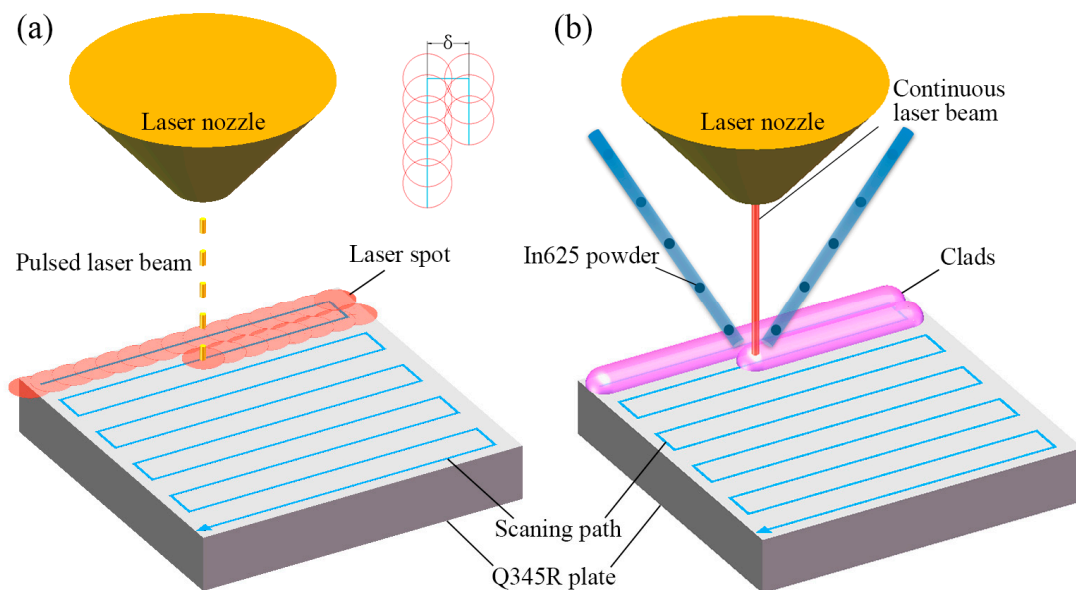 (a)
δ
Laser nozzle
Pulsed laser beam
Laser spot
(b)
Laser nozzle
Continuous
laser beam
In625 powder
Clads
Scaning path
Q345R plate